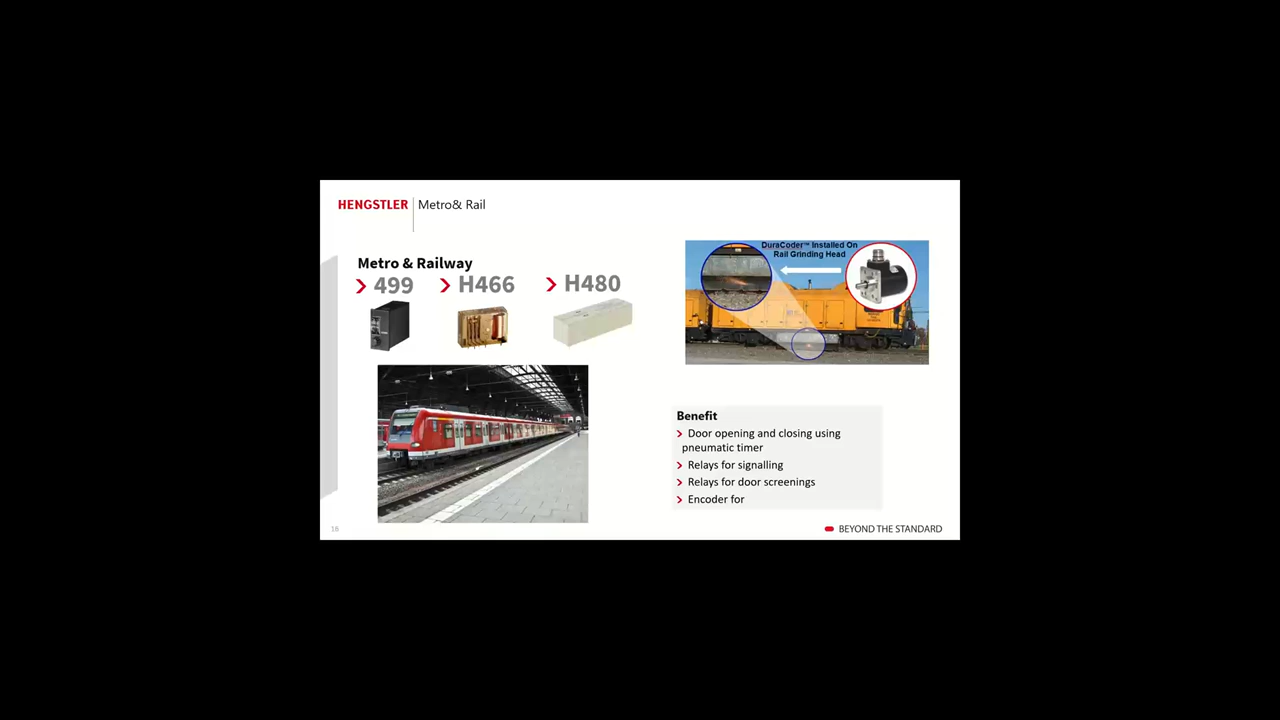 HENGSTLER | Metro& Rail
Metro & Railway
499
H466
H480
DuraCoder™ Installed On
Rail Grinding Head
Benefit
Door opening and closing using
pneumatic timer
Relays for signalling
Relays for door screenings
Encoder for
16
BEYOND THE STANDARD